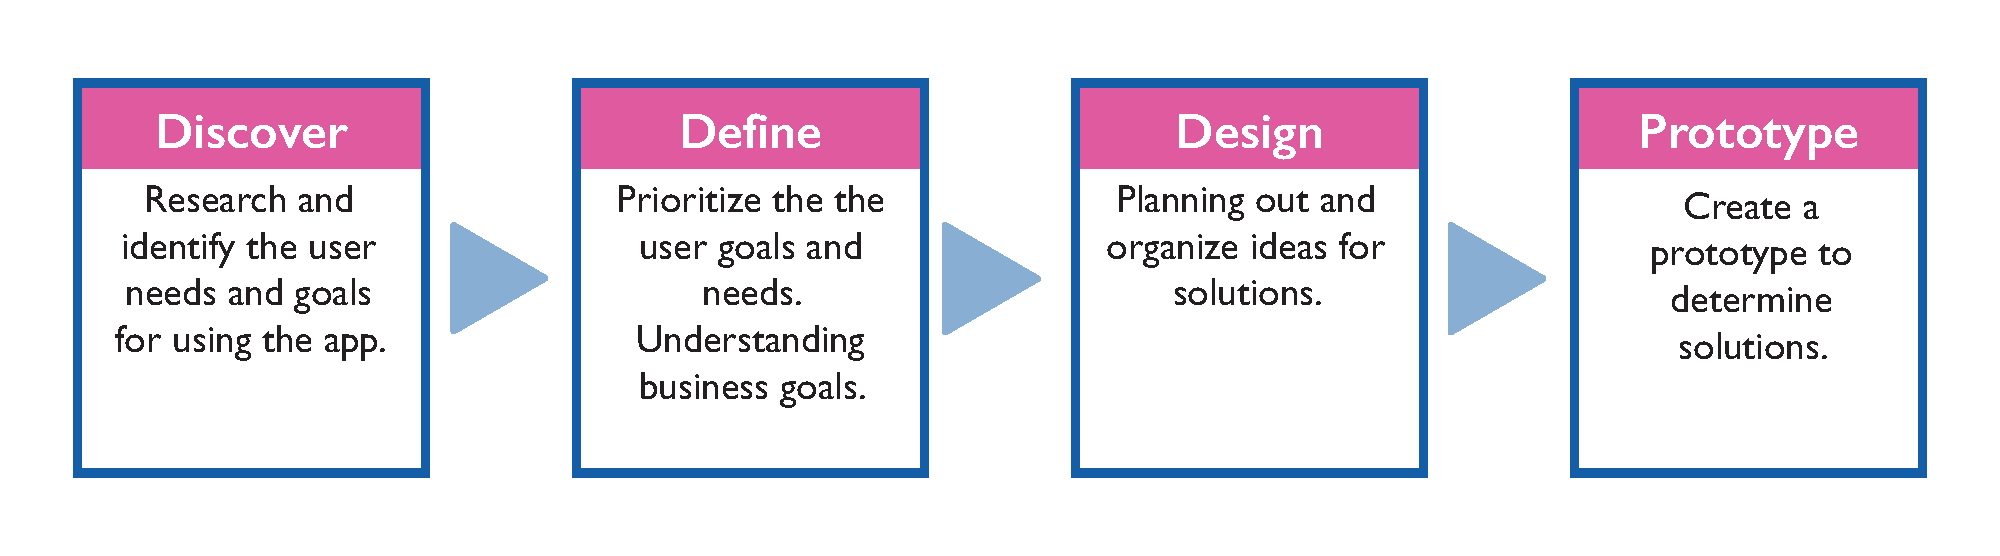 Discover
Research and
identify the user
needs and goals
for using the app.
Define
Prioritize the the
user goals and
needs.
Understanding
business goals.
Design
Planning out and
organize ideas for
solutions.
Prototype
Create a
prototype to
determine
solutions.